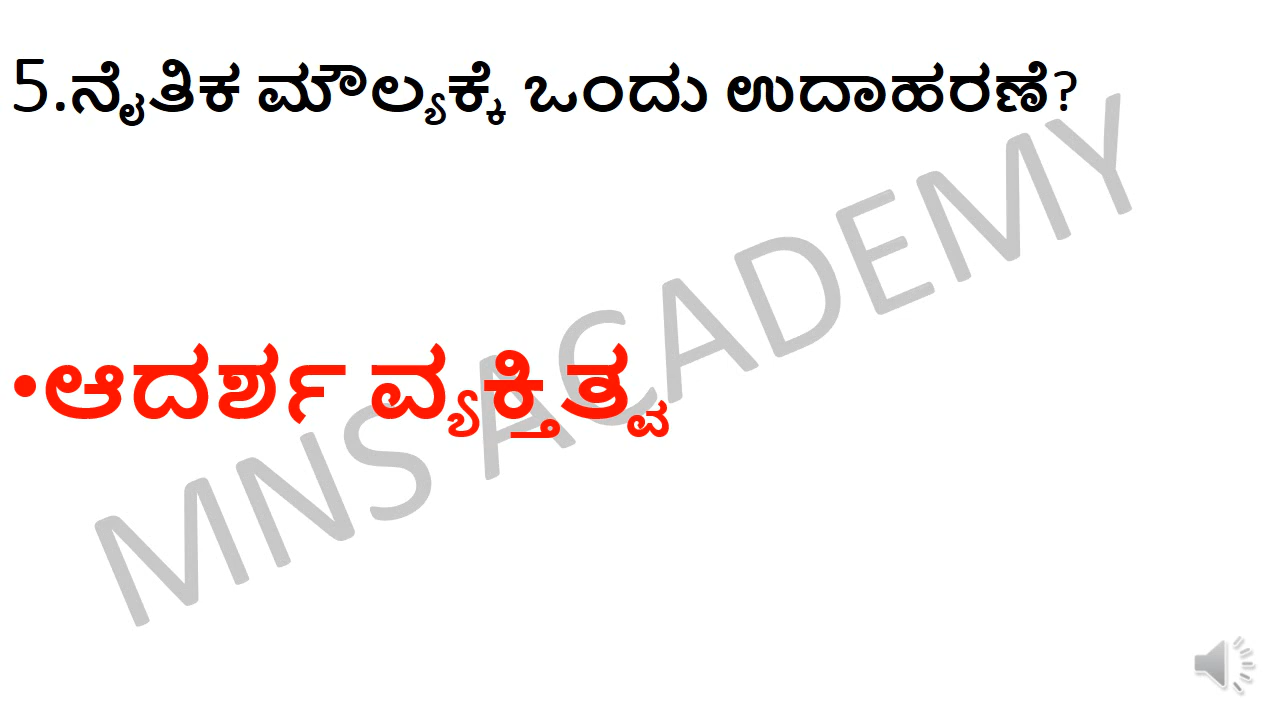 5.ನೈತಿಕ ಮೌಲ್ಯಕ್ಕೆ ಒಂದು ಉದಾಹರಣೆ?
•ಆದರ್ಶ ವ್ಯಕ್ತಿತ್ವ
MNS ACADEMY